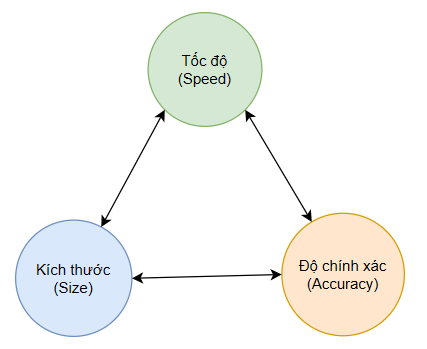 Tốc độ
(Speed)
Kích thước
(Size)
Độ chính xác
(Accuracy)